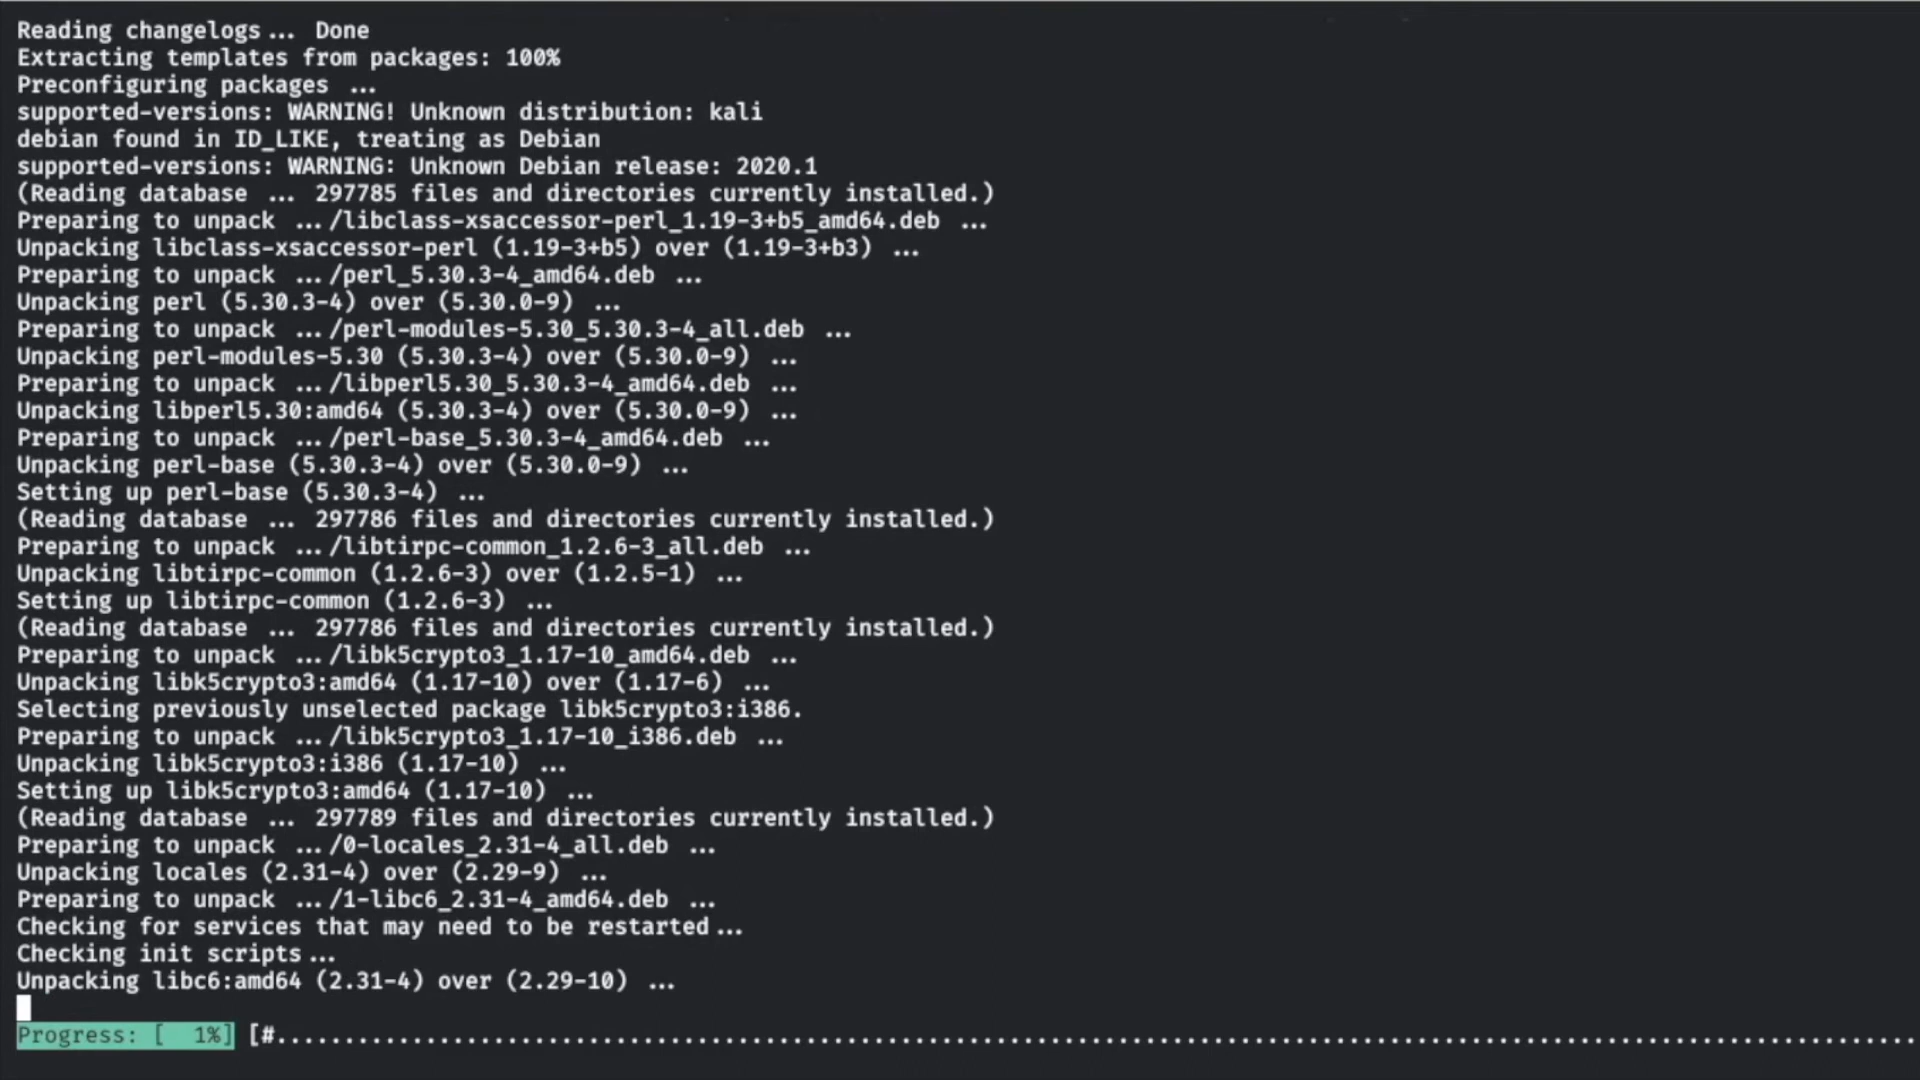 Reading changelogs... Done
Extracting templates from packages: 100%
Preconfiguring packages ...
supported-versions: WARNING! Unknown distribution: kali
debian found in ID_LIKE, treating as Debian
supported-versions: WARNING: Unknown Debian release: 2020.1
(Reading database ... 297785 files and directories currently installed.)
Preparing to unpack .../libclass-xsaccessor-perl_1.19-3+b5_amd64.deb ...
Unpacking libclass-xsaccessor-perl (1.19-3+b5) over (1.19-3+b3) ...
Preparing to unpack .../perl_5.30.3-4_amd64.deb ...
Unpacking perl (5.30.3-4) over (5.30.0-9) ...
Preparing to unpack .../perl-modules-5.30_5.30.3-4_all.deb ...
Unpacking perl-modules-5.30 (5.30.3-4) over (5.30.0-9) ...
Preparing to unpack .../libperl5.30_5.30.3-4_amd64.deb ...
Unpacking libperl5.30:amd64 (5.30.3-4) over (5.30.0-9) ...
Preparing to unpack .../perl-base_5.30.3-4_amd64.deb ...
Unpacking perl-base (5.30.3-4) over (5.30.0-9) ...
Setting up perl-base (5.30.3-4) ...
(Reading database ... 297786 files and directories currently installed.)
Preparing to unpack .../libtirpc-common_1.2.6-3_all.deb ...
Unpacking libtirpc-common (1.2.6-3) over (1.2.5-1) ...
Setting up libtirpc-common (1.2.6-3) ...
(Reading database ... 297786 files and directories currently installed.)
Preparing to unpack .../libk5crypto3_1.17-10_amd64.deb ...
Unpacking libk5crypto3:amd64 (1.17-10) over (1.17-6) ...
Selecting previously unselected package libk5crypto3:i386.
Preparing to unpack .../libk5crypto3_1.17-10_i386.deb ...
Unpacking libk5crypto3:i386 (1.17-10) ...
Setting up libk5crypto3:amd64 (1.17-10) ...
(Reading database ... 297789 files and directories currently installed.)
Preparing to unpack .../0-locales_2.31-4_all.deb ...
Unpacking locales (2.31-4) over (2.29-9) ...
Preparing to unpack .../1-libc6_2.31-4_amd64.deb ...
Checking for services that may need to be restarted...
Checking init scripts...
Unpacking libc6:amd64 (2.31-4) over (2.29-10) ...
Progress: [  1%] [#.........................................................................................................................